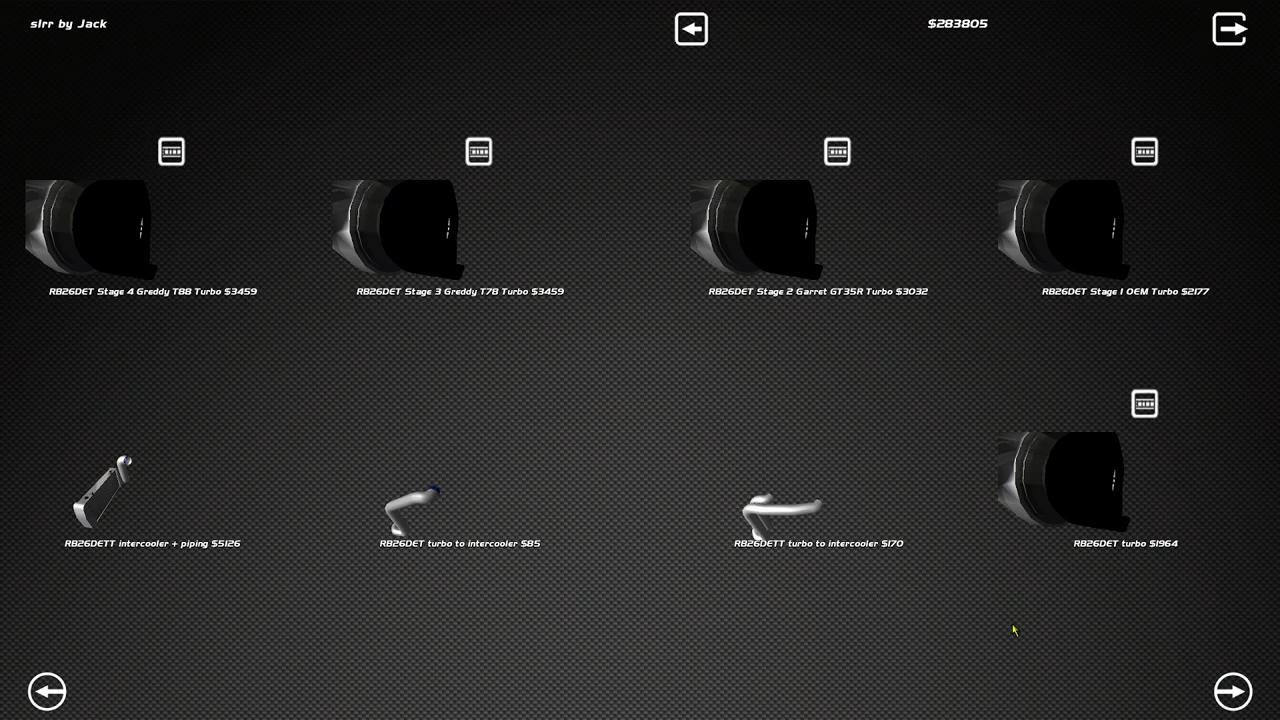 slrr by Jack
$283805
RB26DET Stage 4 Greddy T88 Turbo $3459
RB26DET Stage 3 Greddy T78 Turbo $3459
RB26DET Stage 2 Garret GT35R Turbo $3032
RB26DET Stage 1 OEM Turbo $2177
RB26DETT intercooler + piping $5126
RB26DET turbo to intercooler $85
RB26DETT turbo to intercooler $170
RB26DET turbo $1964